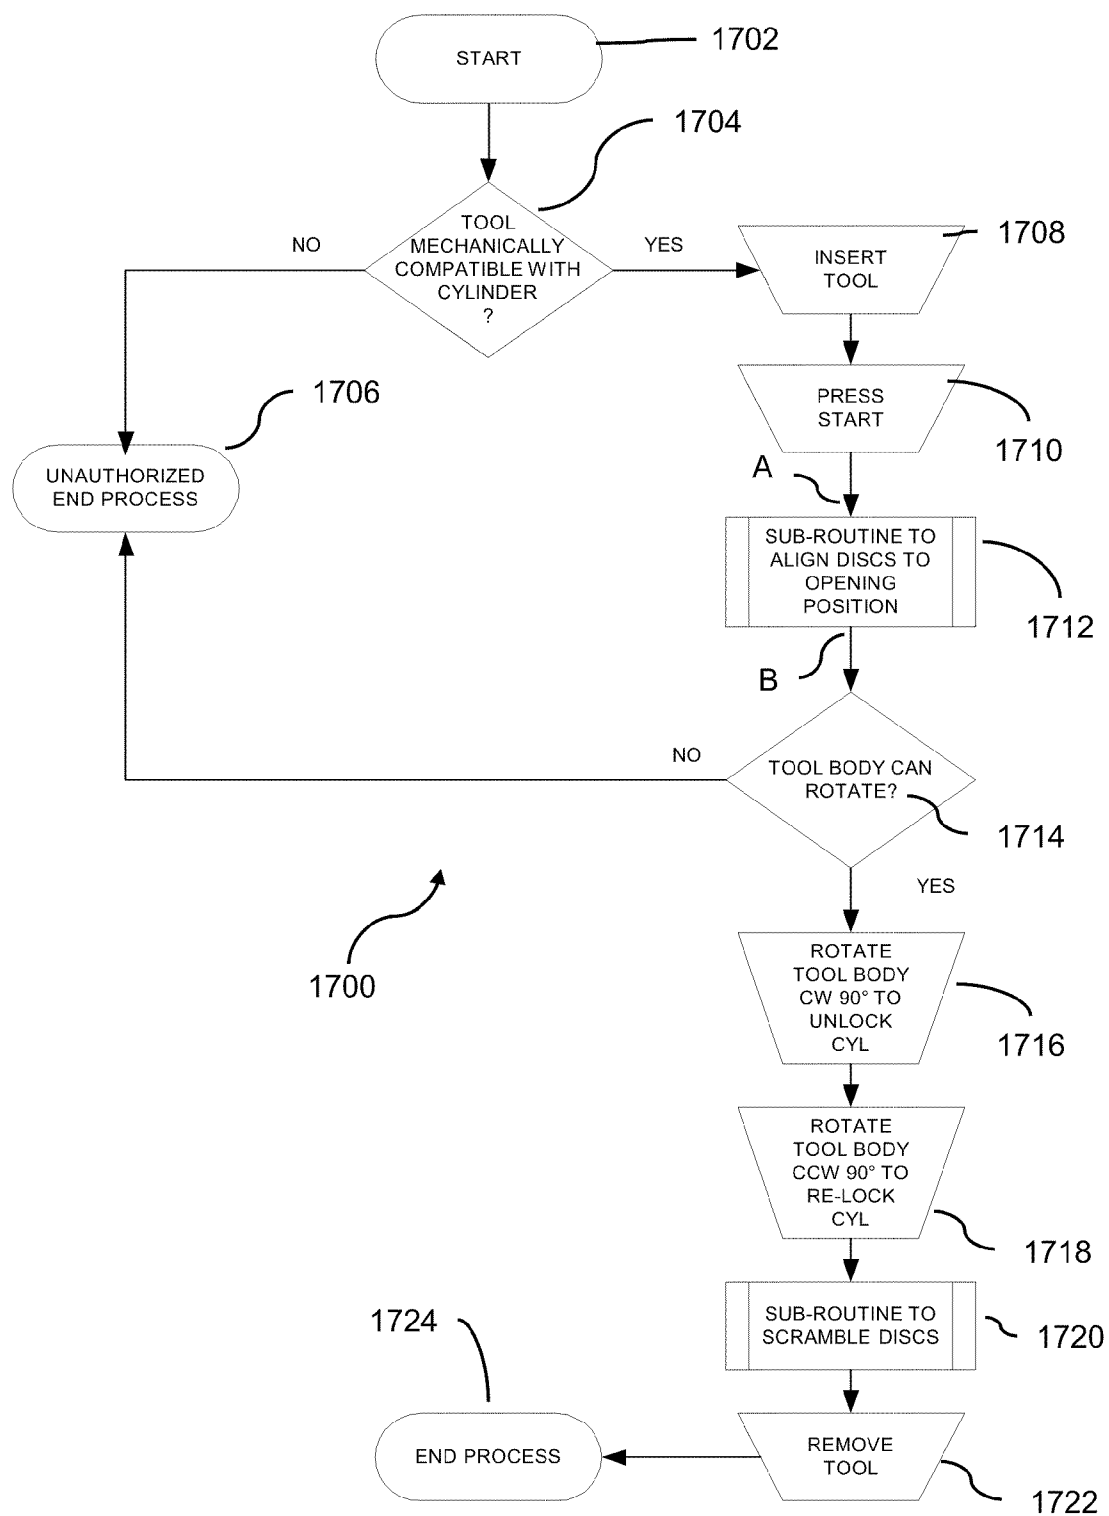 START
1702
1704
TOOL
MECHANICALLY
COMPATIBLE WITH
CYLINDER
?
NO
YES
INSERT
TOOL
1708
1706
UNAUTHORIZED
END PROCESS
PRESS
START
1710
A
SUB-ROUTINE TO
ALIGN DISCS TO
OPENING
POSITION
1712
B
NO
TOOL BODY CAN
ROTATE?
1714
YES
1700
ROTATE
TOOL BODY
CW 90° TO
UNLOCK
CYL
1716
ROTATE
TOOL BODY
CCW 90° TO
RE-LOCK
CYL
1718
SUB-ROUTINE TO
SCRAMBLE DISCS
1720
1724
END PROCESS
REMOVE
TOOL
1722